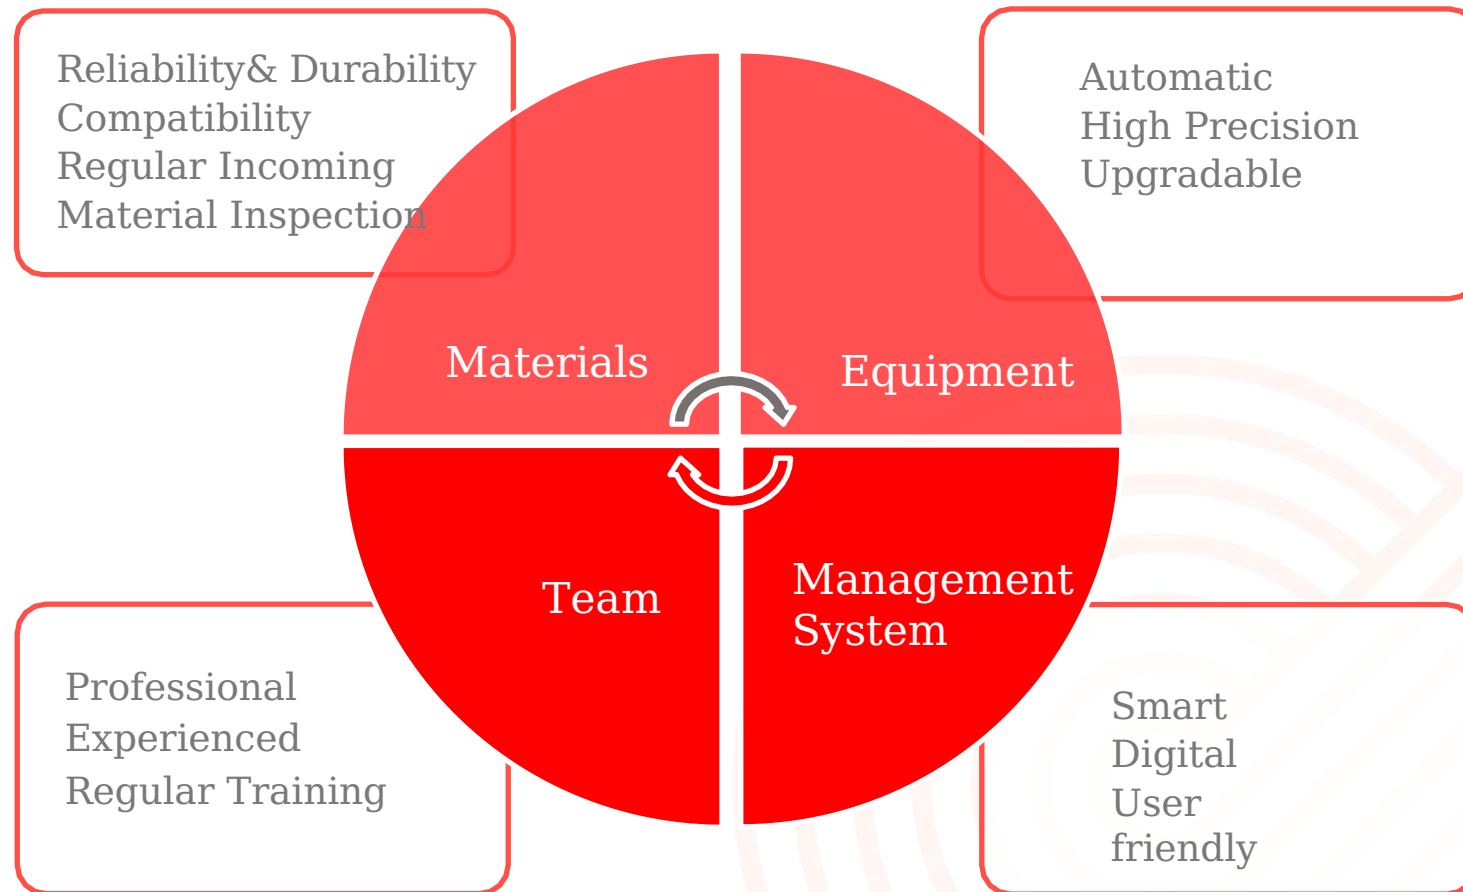 Reliability& Durability
Compatibility
Regular Incoming
Material Inspection
Automatic
High Precision
Upgradable
Materials
Equipment
Team
Management
System
Professional
Experienced
Regular Training
Smart
Digital
User
friendly